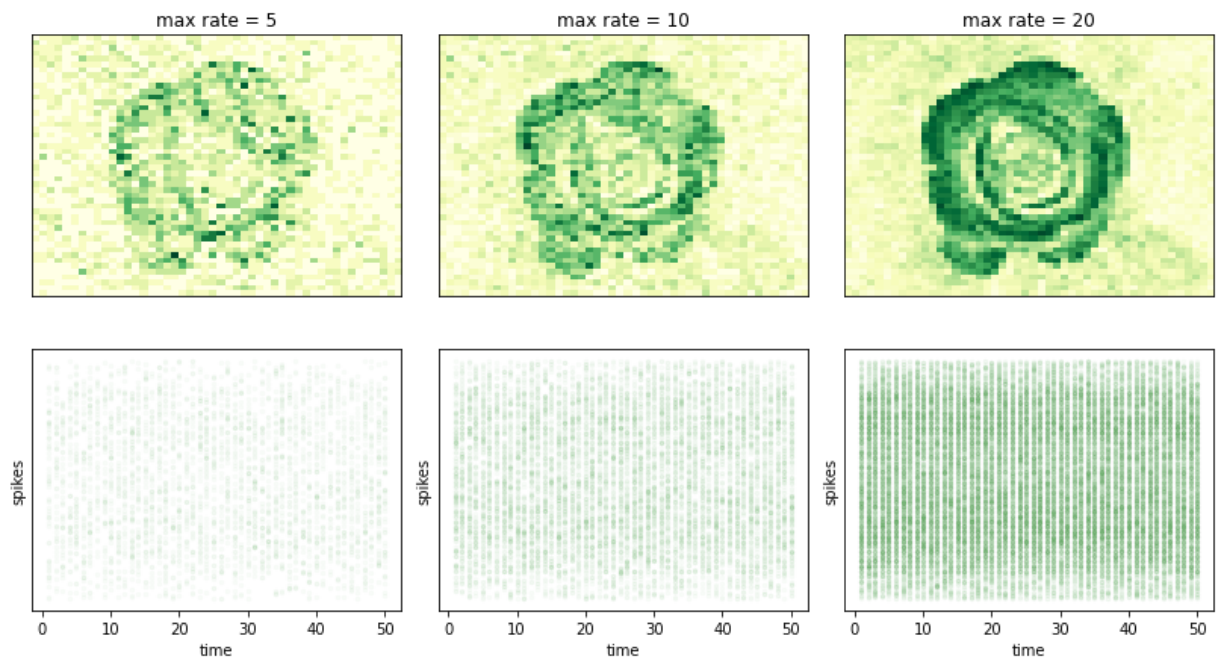 max rate = 5
max rate = 10
max rate = 20
spikes
0 10 20 30 40 50
time
spikes
0 10 20 30 40 50
time
spikes
0 10 20 30 40 50
time